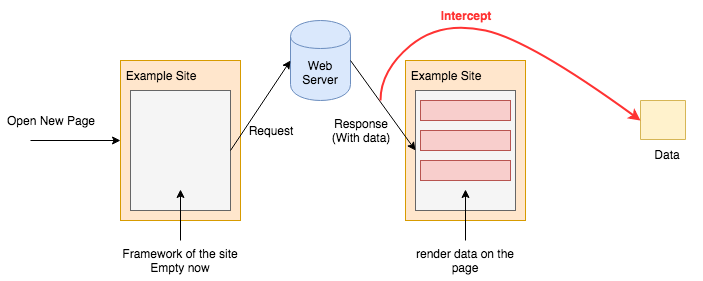 Intercept
Web
Server
Example Site
Example Site
Open New Page
Request
Response
(With data)
Data
Framework of the site
Empty now
render data on the
page